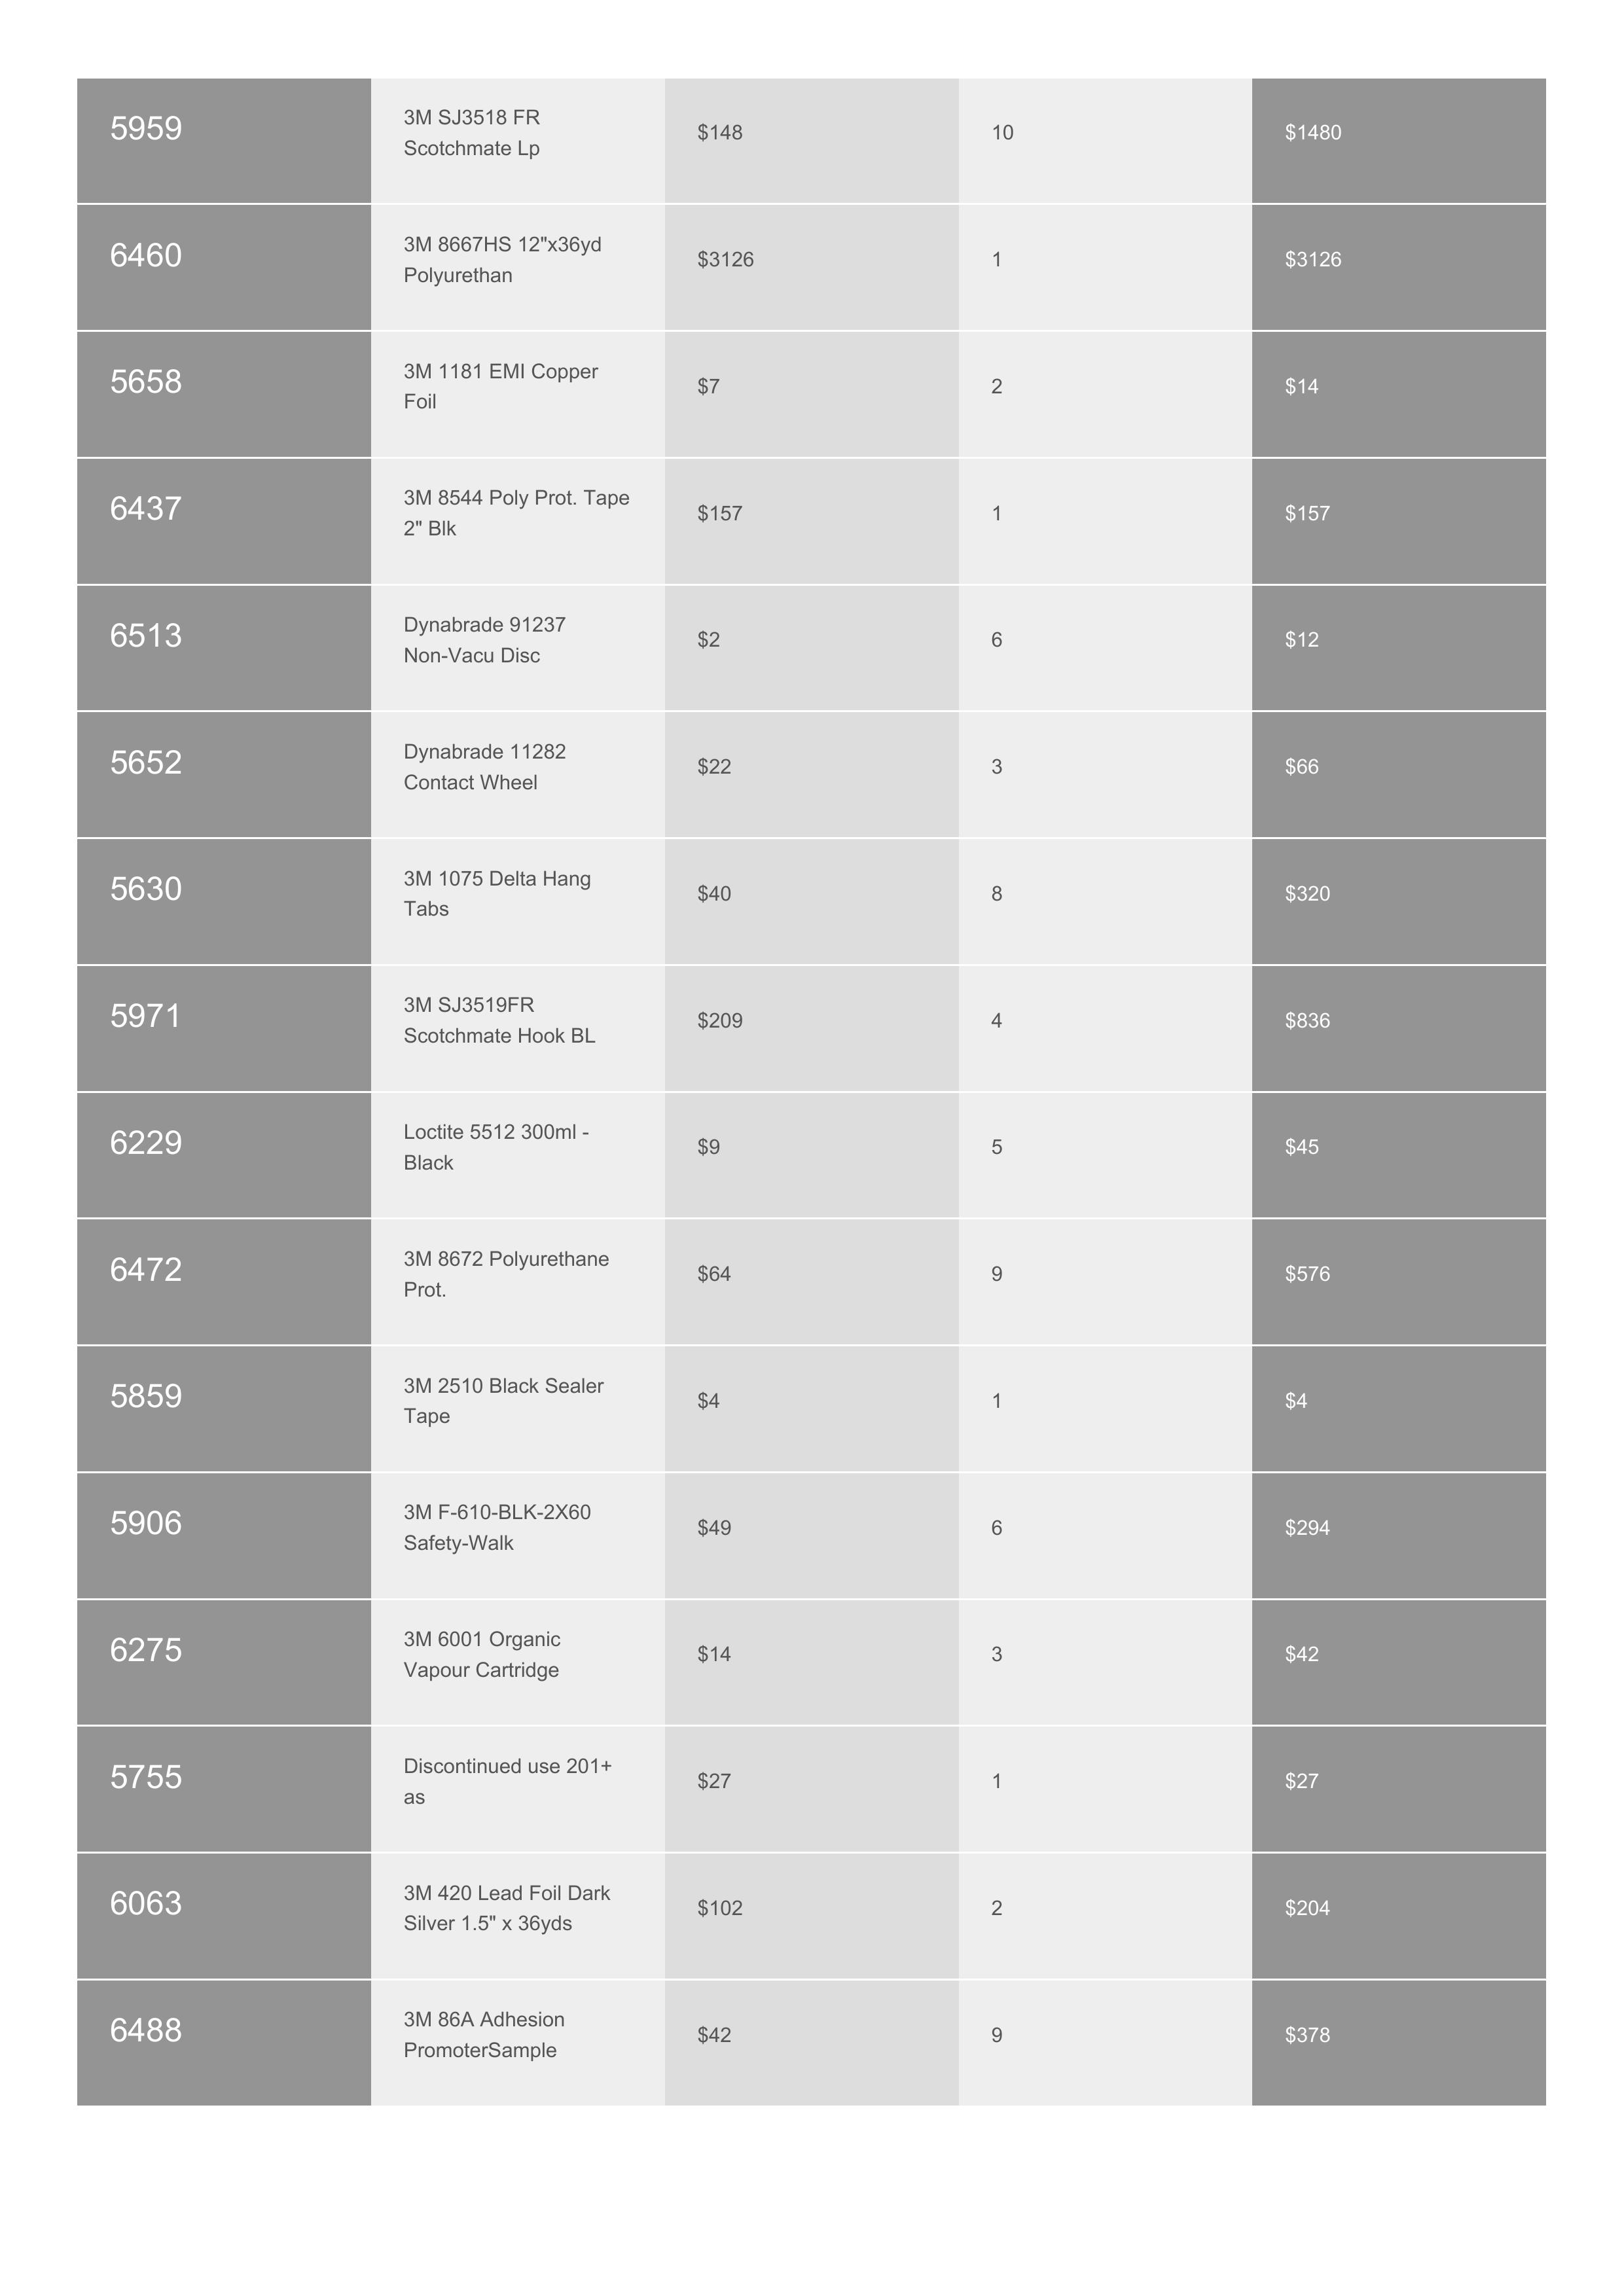 5959
3M SJ3518 FR
Scotchmate Lp
$148
10
$1480
6460
3M 8667HS 12"x36yd
Polyurethan
$3126
1
$3126
5658
3M 1181 EMI Copper
Foil
$7
2
$14
6437
3M 8544 Poly Prot. Tape
2" Blk
$157
1
$157
6513
Dynabrade 91237
Non-Vacu Disc
$2
6
$12
5652
Dynabrade 11282
Contact Wheel
$22
3
$66
5630
3M 1075 Delta Hang
Tabs
$40
8
$320
5971
3M SJ3519FR
Scotchmate Hook BL
$209
4
$836
6229
Loctite 5512 300ml -
Black
$9
5
$45
6472
3M 8672 Polyurethane
Prot.
$64
9
$576
5859
3M 2510 Black Sealer
Tape
$4
1
$4
5906
3M F-610-BLK-2X60
Safety-Walk
$49
6
$294
6275
3M 6001 Organic
Vapour Cartridge
$14
3
$42
5755
Discontinued use 201+
as
$27
1
$27
6063
3M 420 Lead Foil Dark
Silver 1.5" x 36yds
$102
2
$204
6488
3M 86A Adhesion
PromoterSample
$42
9
$378